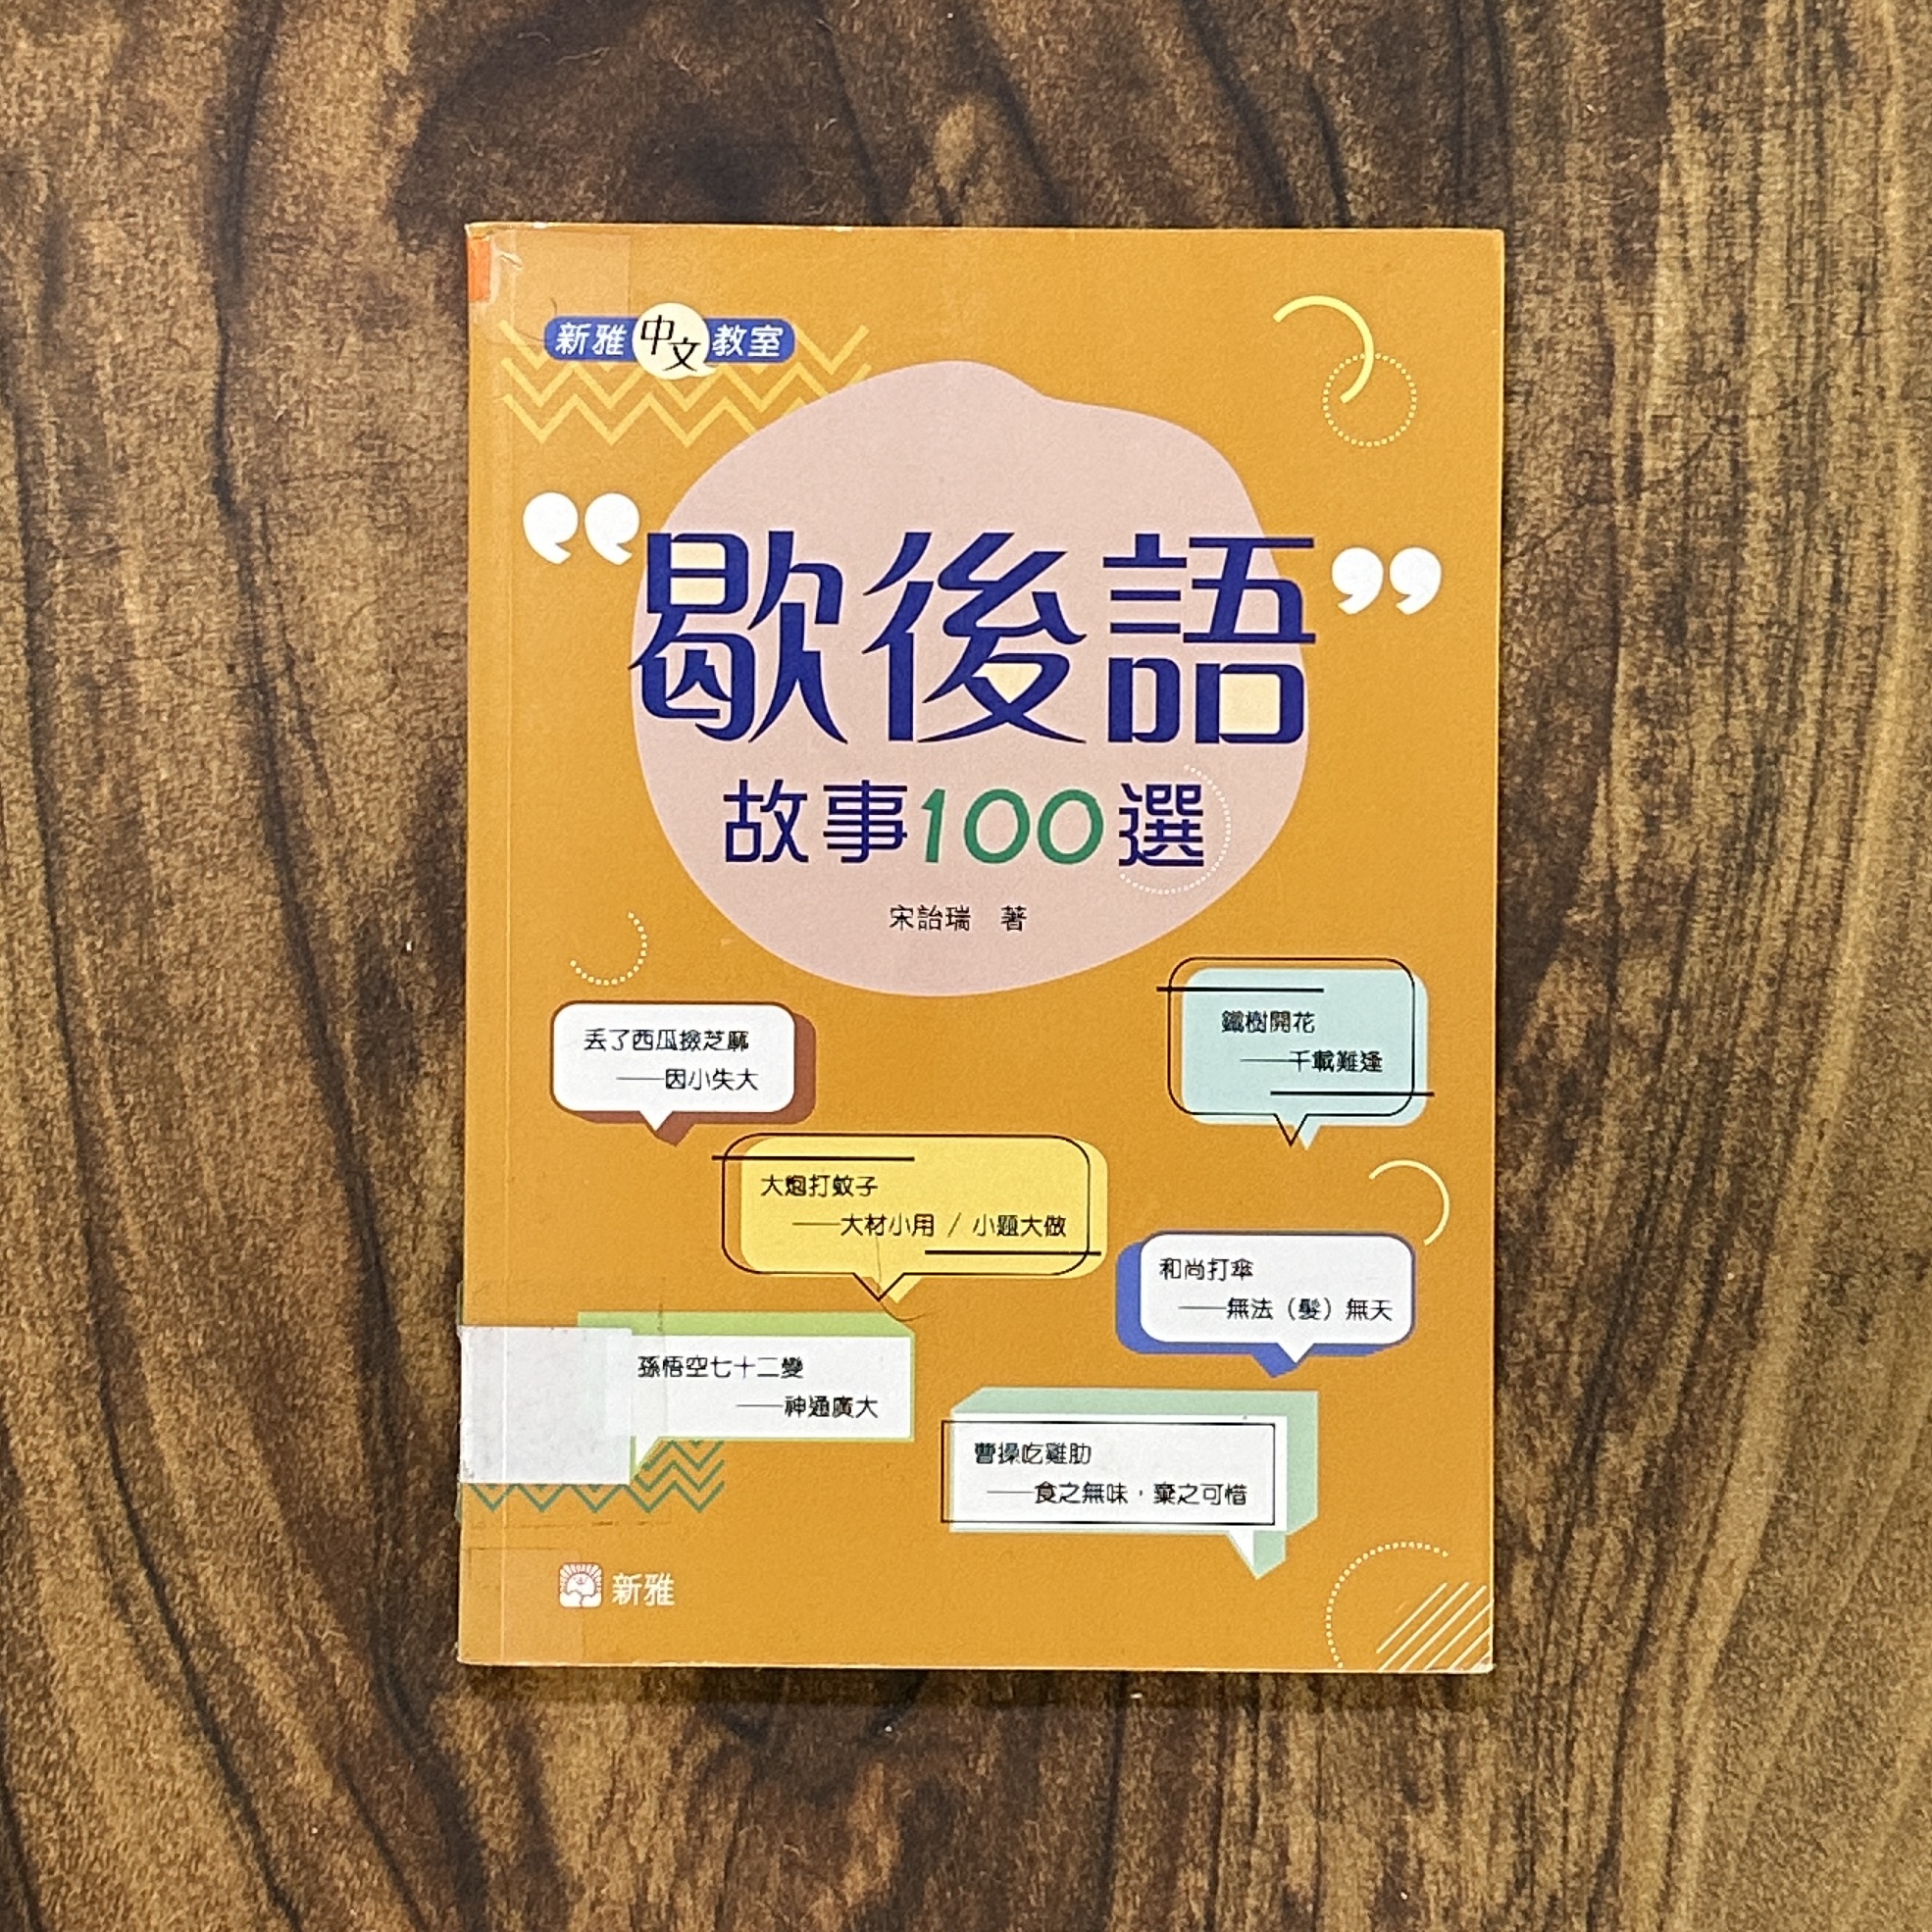 新雅中文教室
歇後語
故事100選
宋詒瑞 著
丟了西瓜撿芝麻
——因小失大
鐵樹開花
——千載難逢
大炮打蚊子
——大材小用 / 小題大做
和尚打傘
——無法（髮）無天
孫悟空七十二變
——神通廣大
曹操吃雞肋
——食之無味，棄之可惜
新雅